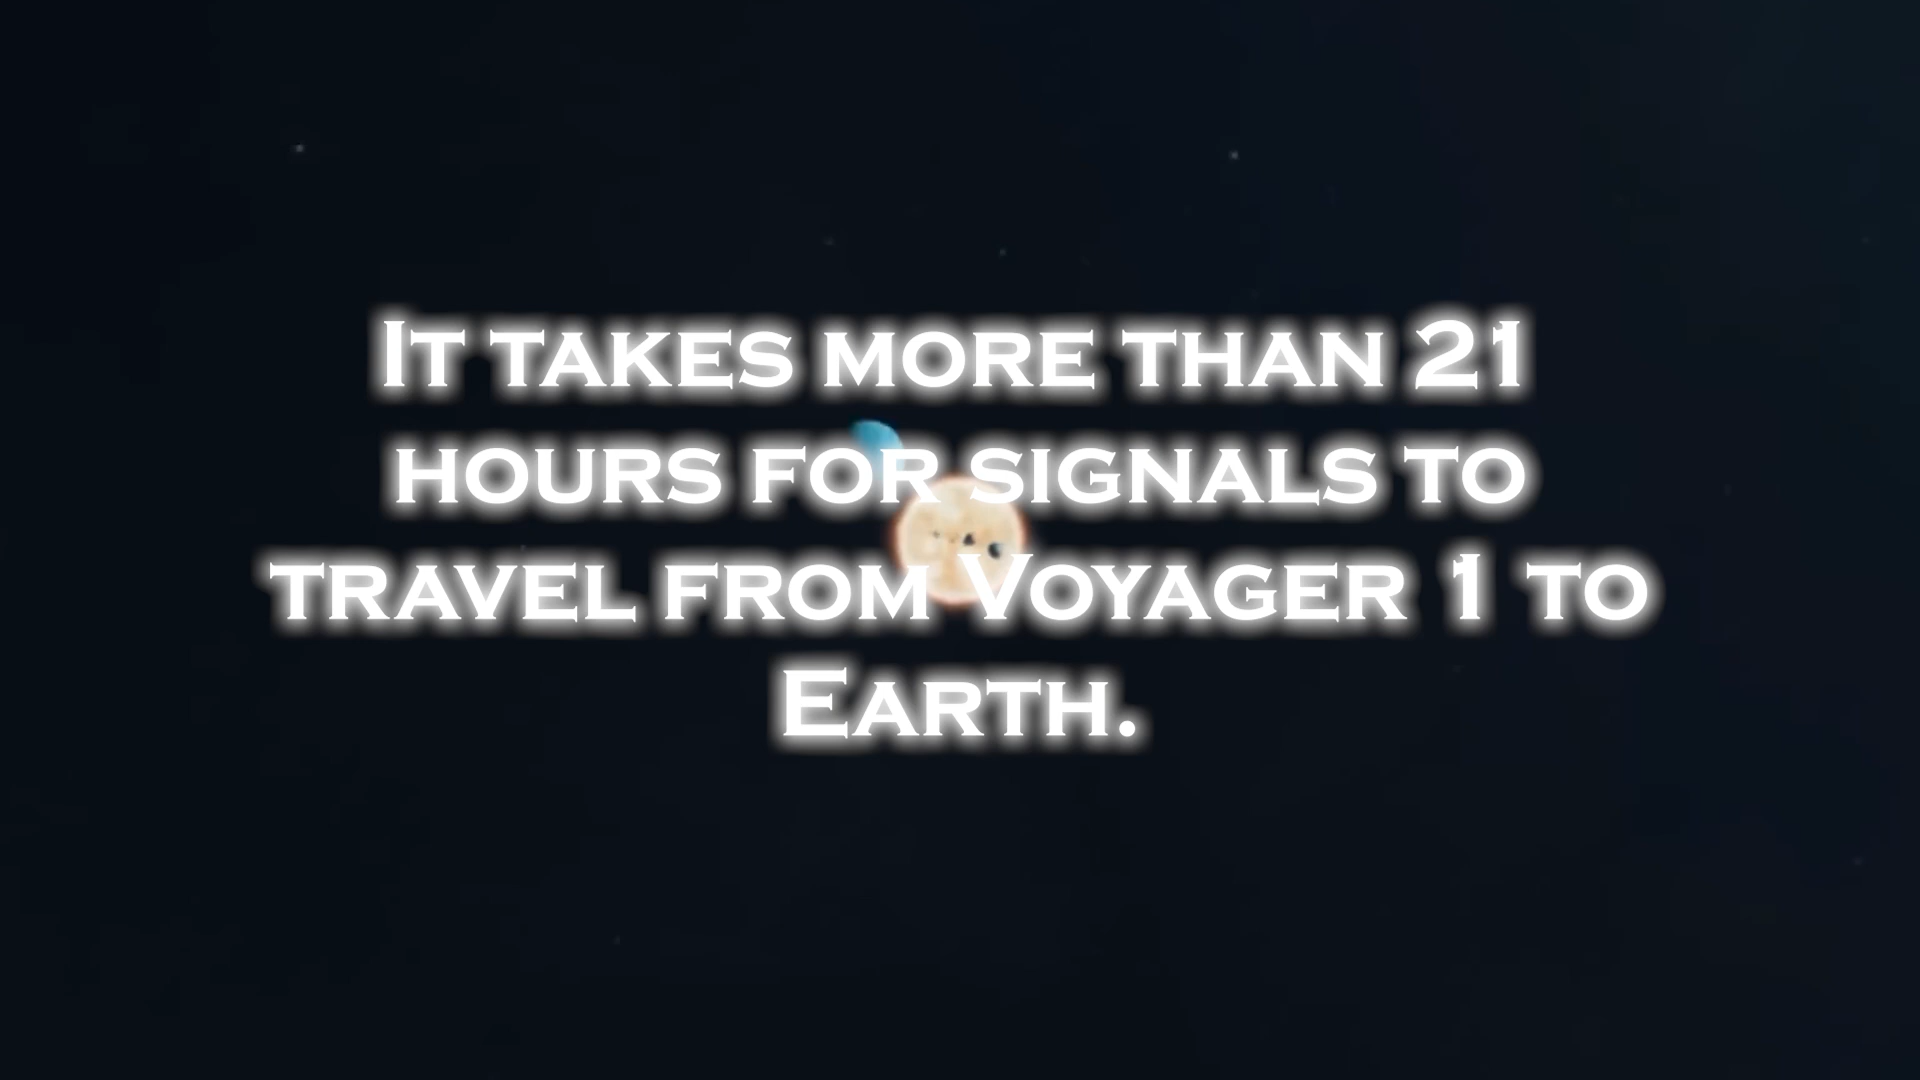 It takes more than 21
hours for signals to
travel from Voyager 1 to
Earth.